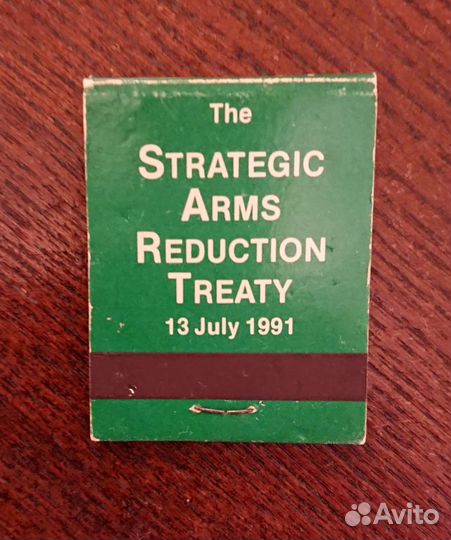 The
STRATEGIC
ARMS
REDUCTION
TREATY
13 July 1991
Avito